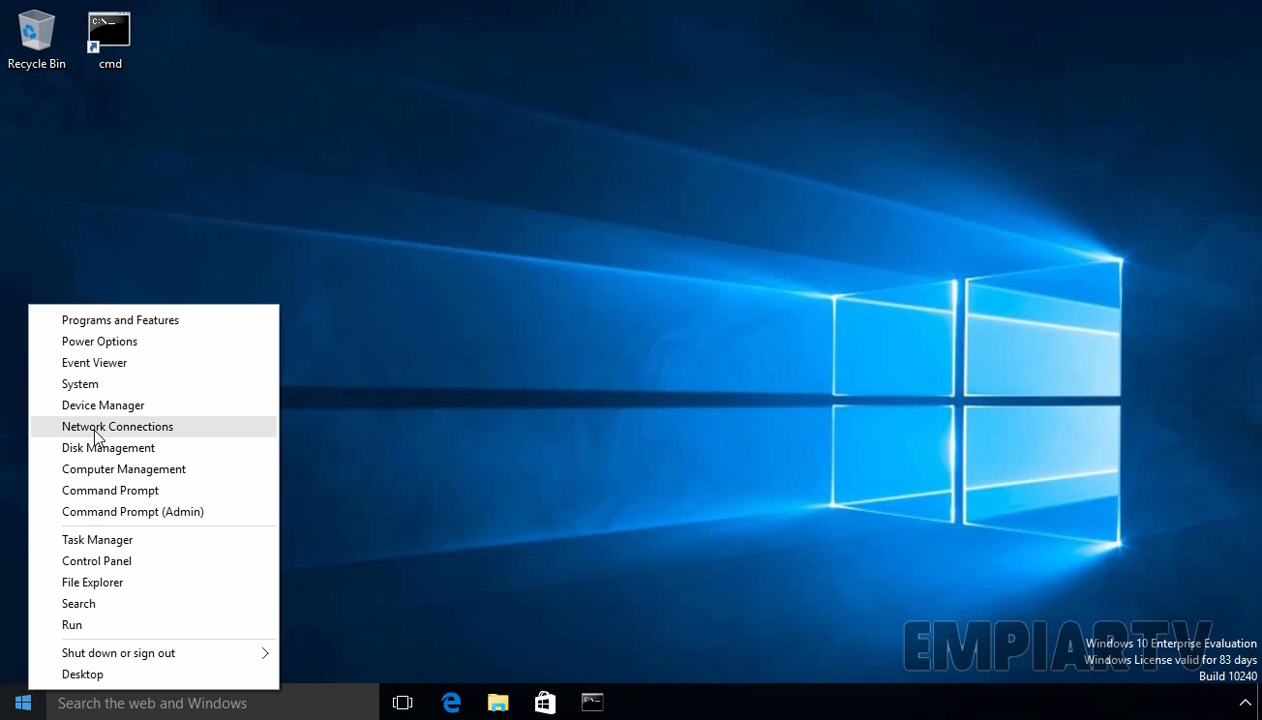 Recycle Bin
cmd
Programs and Features
Power Options
Event Viewer
System
Device Manager
Network Connections
Disk Management
Computer Management
Command Prompt
Command Prompt (Admin)
Task Manager
Control Panel
File Explorer
Search
Run
Shut down or sign out
Desktop
EMPIARTV
Windows 10 Enterprise Evaluation
Windows License valid for 83 days
Build 10240
Search the web and Windows